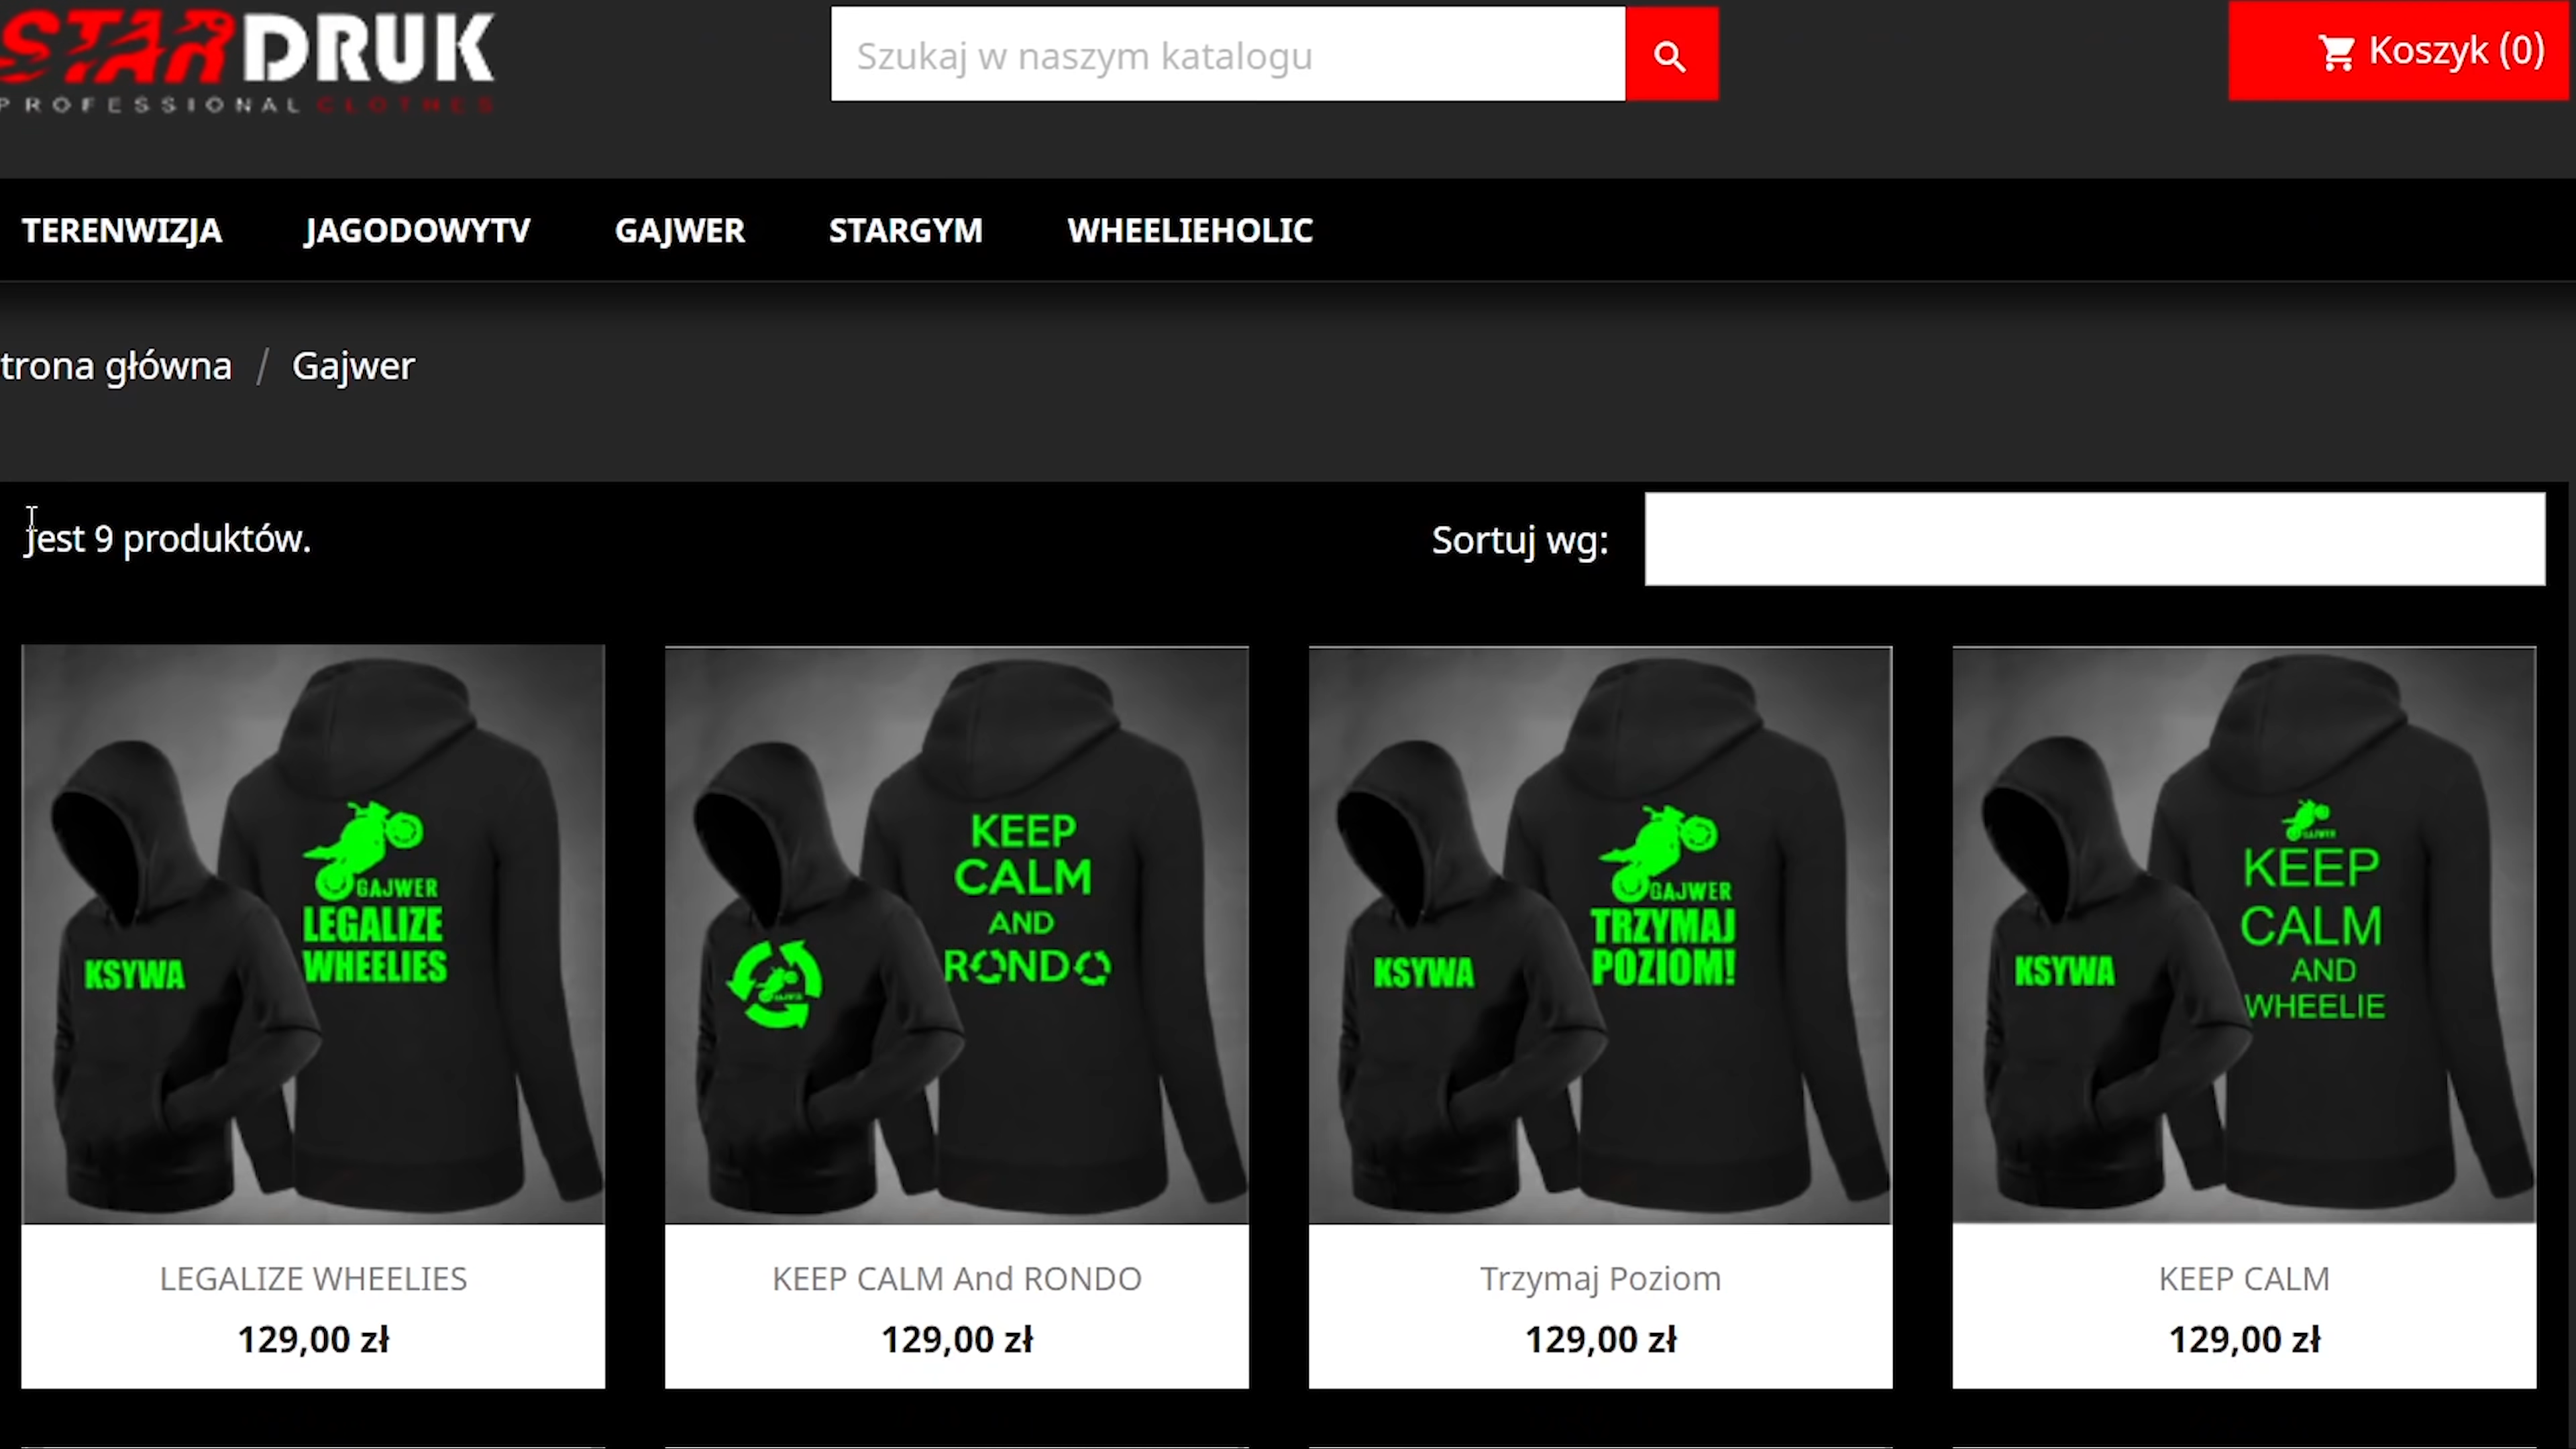 STARDRUK
PROFESSIONAL CLOTHES
Szukaj w naszym katalogu
Koszyk (0)
TERENWIZJA JAGODOWYTV GAJWER STARGYM WHEELIEHOLIC
trona główna / Gajwer
Jest 9 produktów.
Sortuj wg:
GAJWER
LEGALIZE
WHEELIES
KSYWA
KEEP
CALM
AND
RONDO
GAJWER
GAJWER
TRZYMAJ
POZIOM!
KSYWA
GAJWER
KEEP
CALM
AND
WHEELIE
KSYWA
LEGALIZE WHEELIES
129,00 zł
KEEP CALM And RONDO
129,00 zł
Trzymaj Poziom
129,00 zł
KEEP CALM
129,00 zł